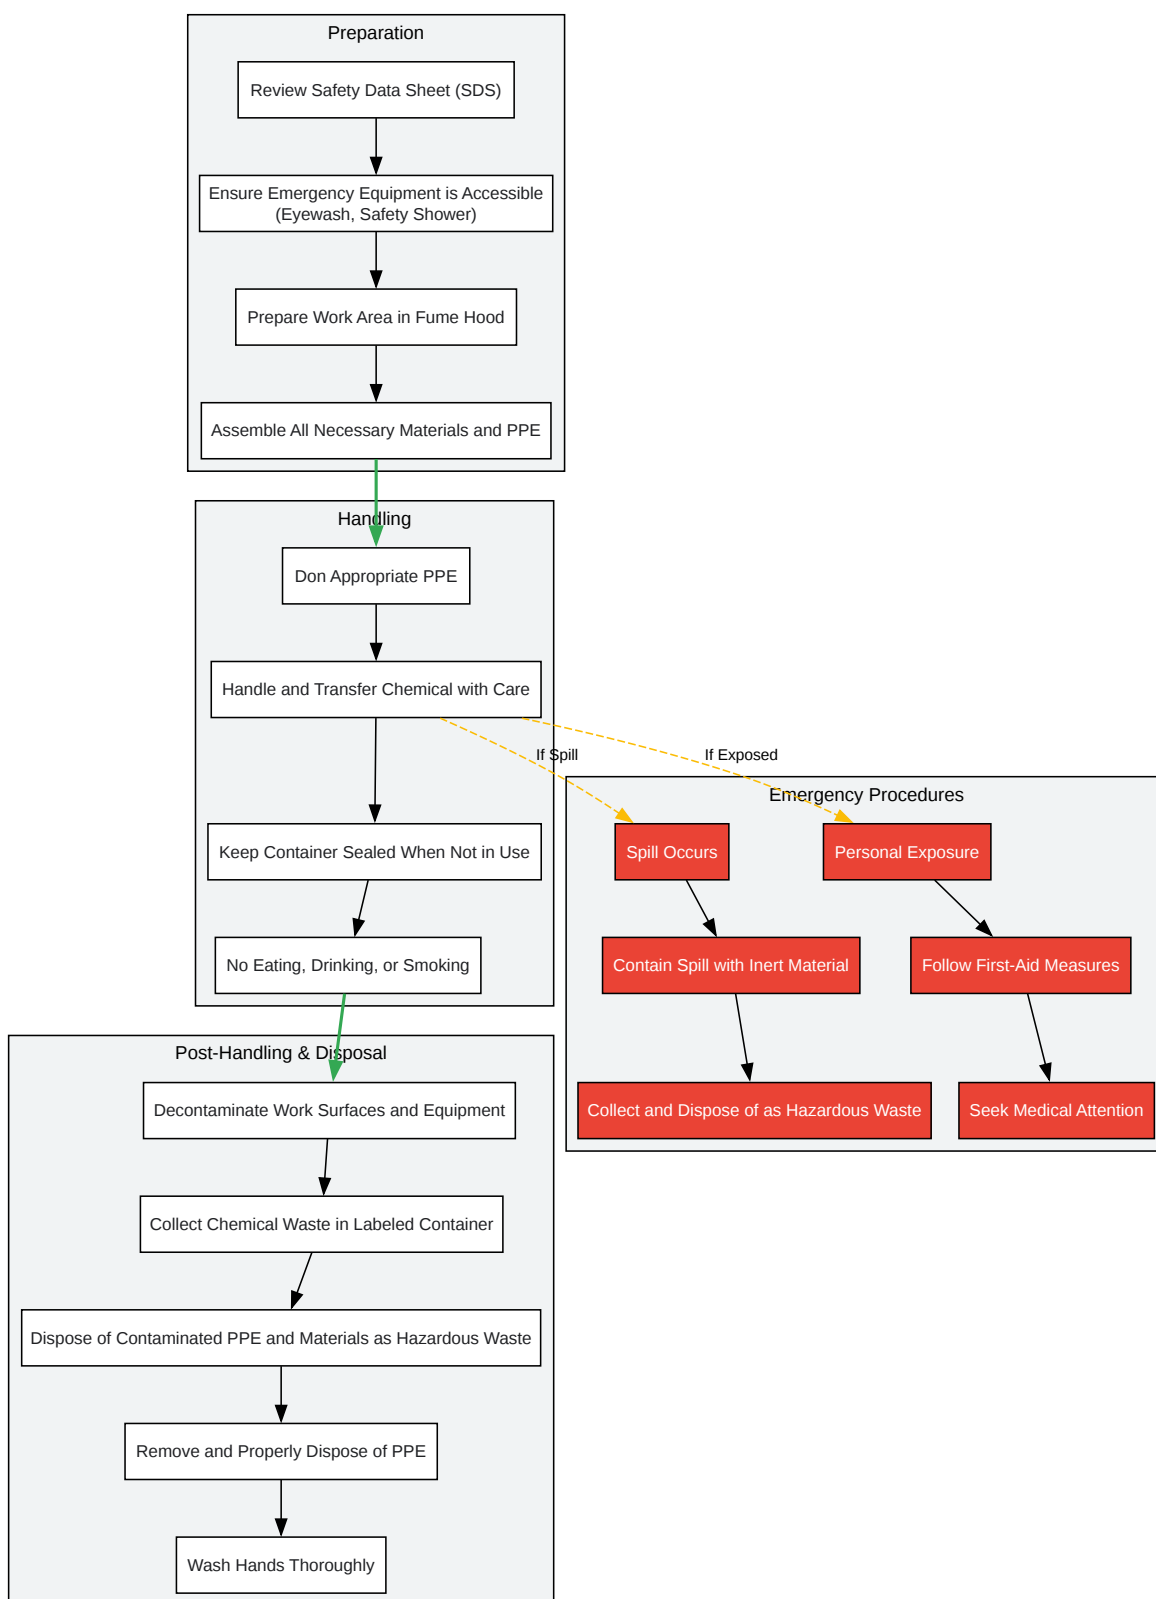 Preparation
Review Safety Data Sheet (SDS)
Ensure Emergency Equipment is Accessible
(Eyewash, Safety Shower)
Prepare Work Area in Fume Hood
Assemble All Necessary Materials and PPE
Handling
Don Appropriate PPE
Handle and Transfer Chemical with Care
If Spill
If Exposed
Keep Container Sealed When Not in Use
No Eating, Drinking, or Smoking
Emergency Procedures
Spill Occurs
Personal Exposure
Contain Spill with Inert Material
Follow First-Aid Measures
Collect and Dispose of as Hazardous Waste
Seek Medical Attention
Post-Handling & Disposal
Decontaminate Work Surfaces and Equipment
Collect Chemical Waste in Labeled Container
Dispose of Contaminated PPE and Materials as Hazardous Waste
Remove and Properly Dispose of PPE
Wash Hands Thoroughly